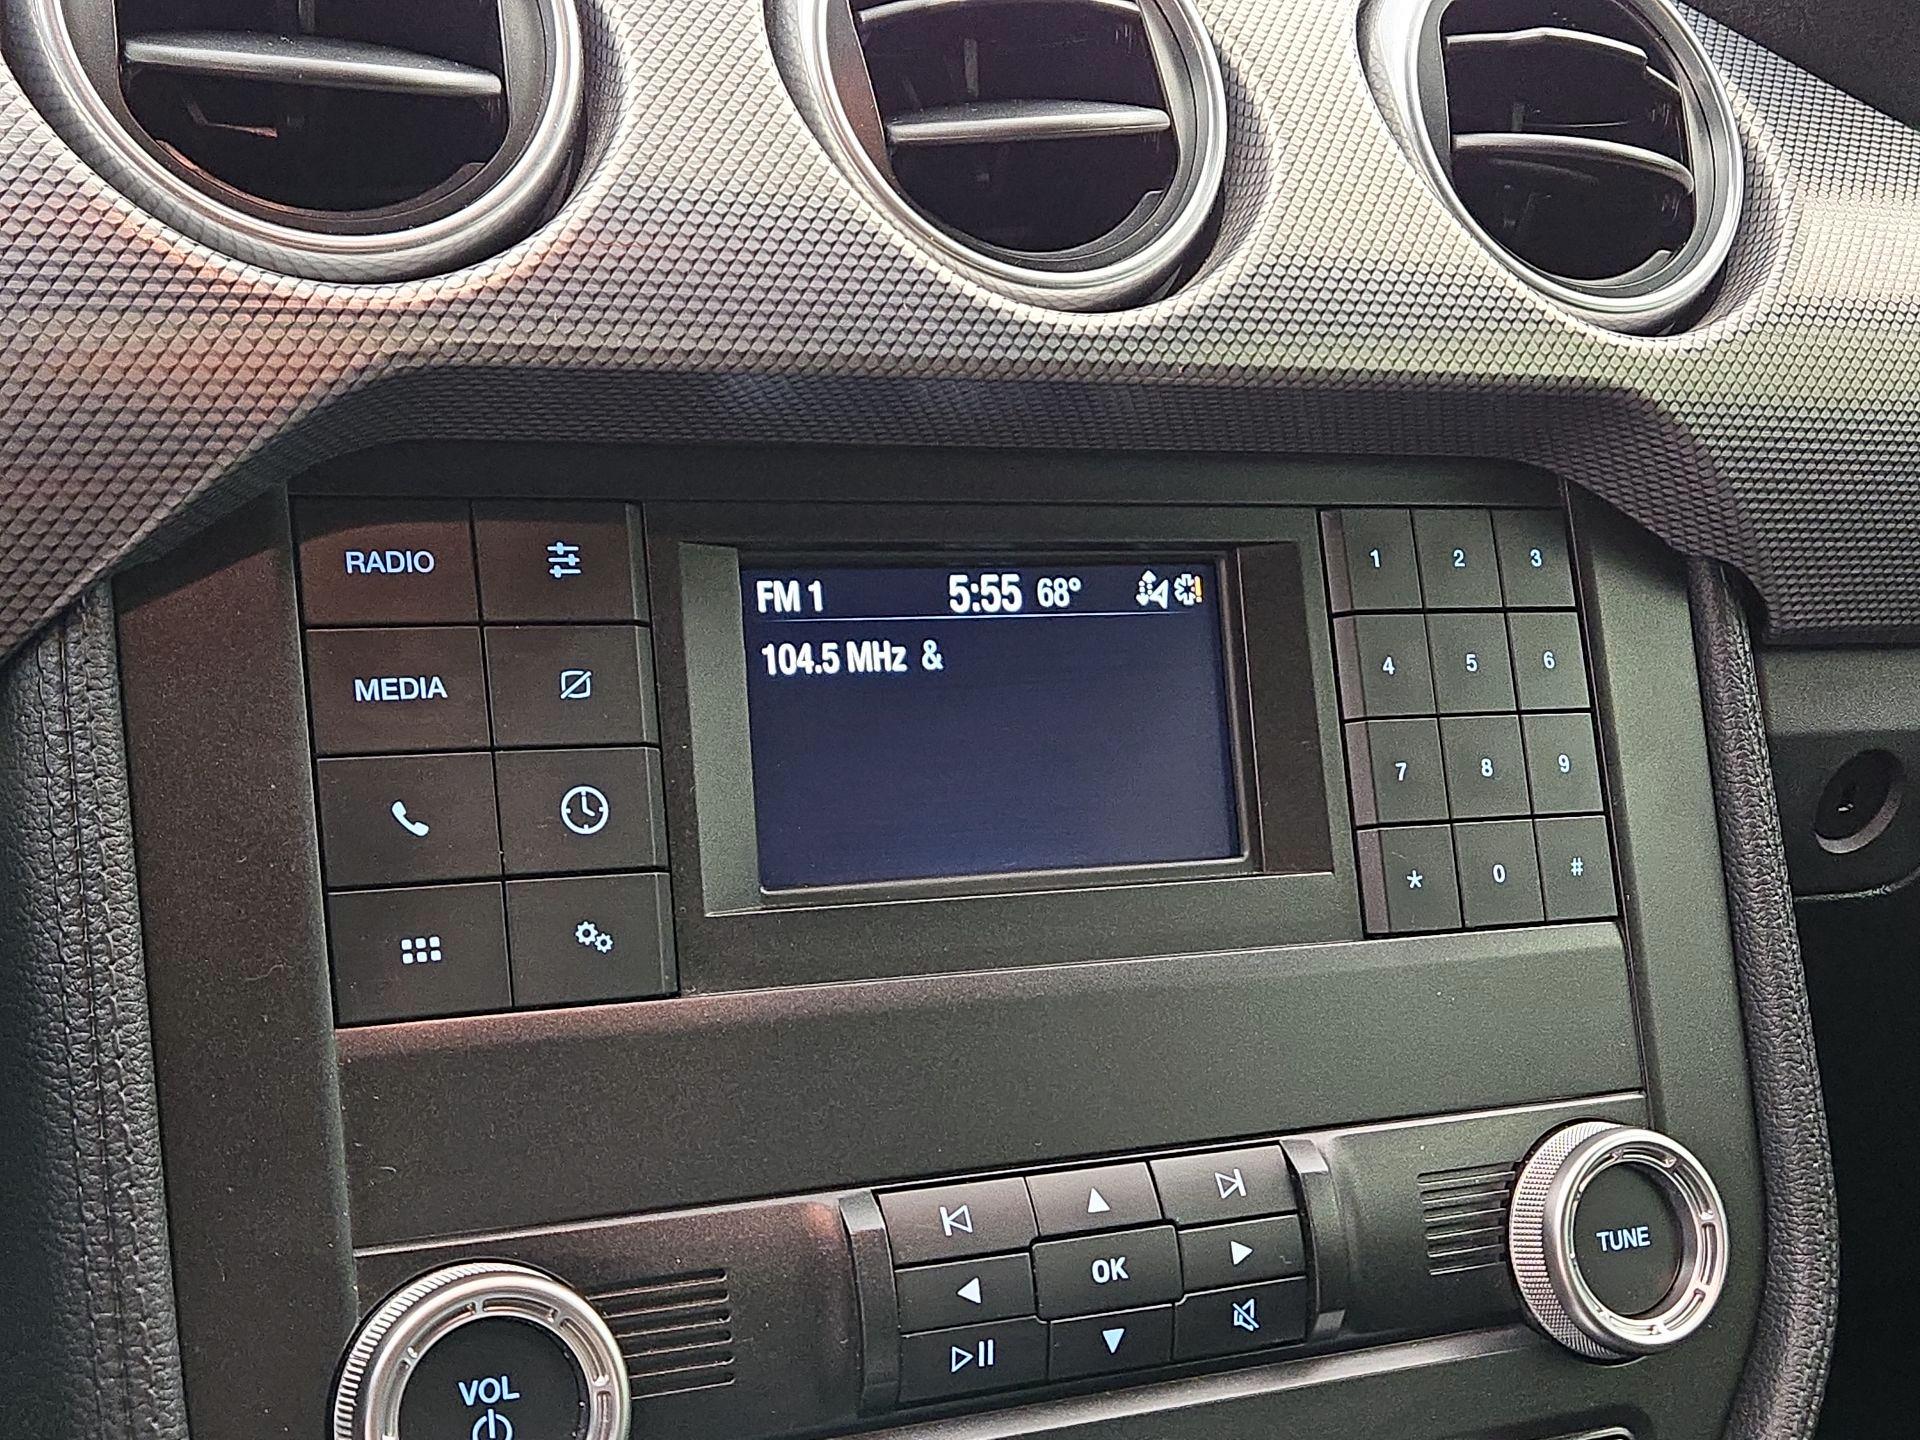 FM 1 5:55 68°
104.5 MHz &
RADIO
MEDIA
1 2 3
4 5 6
7 8 9
* 0 #
OK
TUNE
VOL